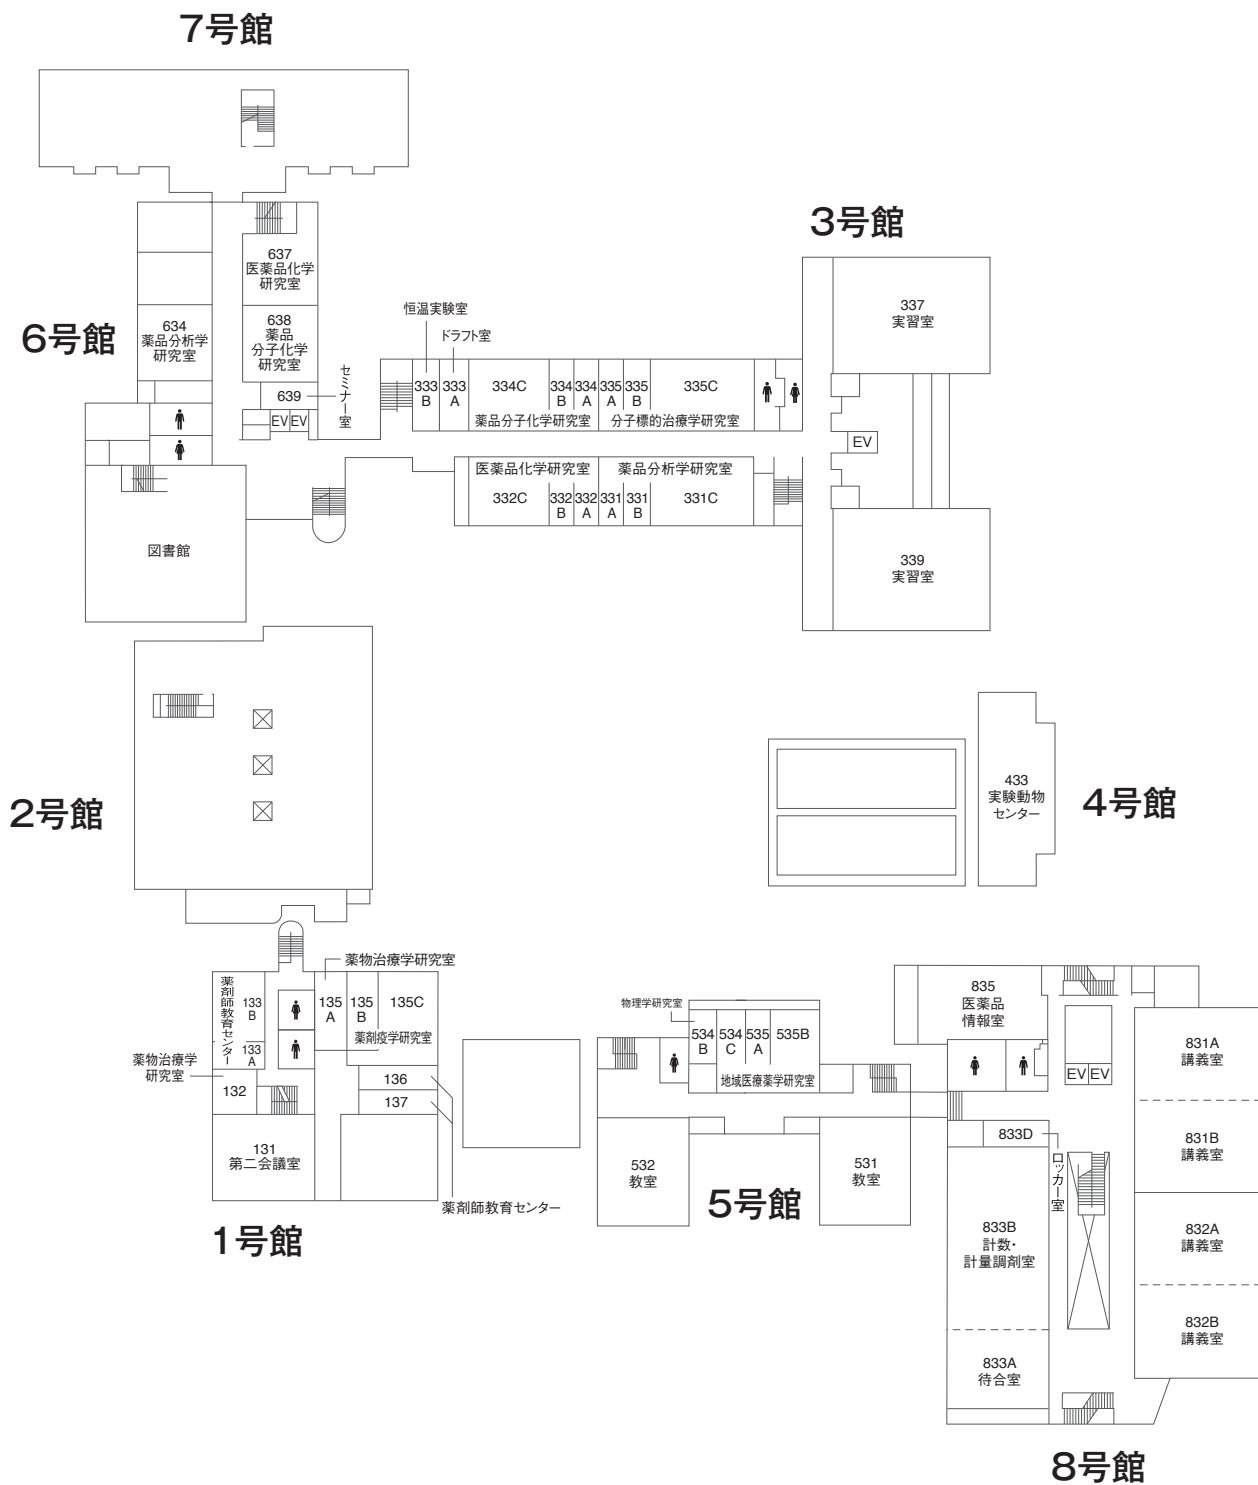 7号館
3号館
637
医薬品化学
研究室
6号館
634
薬品分析学
研究室
638
薬品
分子化学
研究室
639
セミナー室
EV
EV
恒温実験室
ドラフト室
333
B
333
A
334C
334
B
334
A
335
A
335
B
335C
薬品分子化学研究室
分子標的治療学研究室
医薬品化学研究室
薬品分析学研究室
332C
332
B
332
A
331
A
331
B
331C
337
実習室
EV
339
実習室
図書館
2号館
433
実験動物
センター
4号館
薬物治療学研究室
薬剤師教育センター
133
B
133
A
135
A
135
B
135C
薬剤疫学研究室
薬物治療学
研究室
132
136
137
131
第二会議室
薬剤師教育センター
1号館
物理学研究室
534
B
534
C
535
A
535B
地域医療薬学研究室
532
教室
531
教室
5号館
835
医薬品
情報室
EV
EV
831A
講義室
831B
講義室
833D
ロッカー室
833B
計数・
計量調剤室
832A
講義室
832B
講義室
833A
待合室
8号館